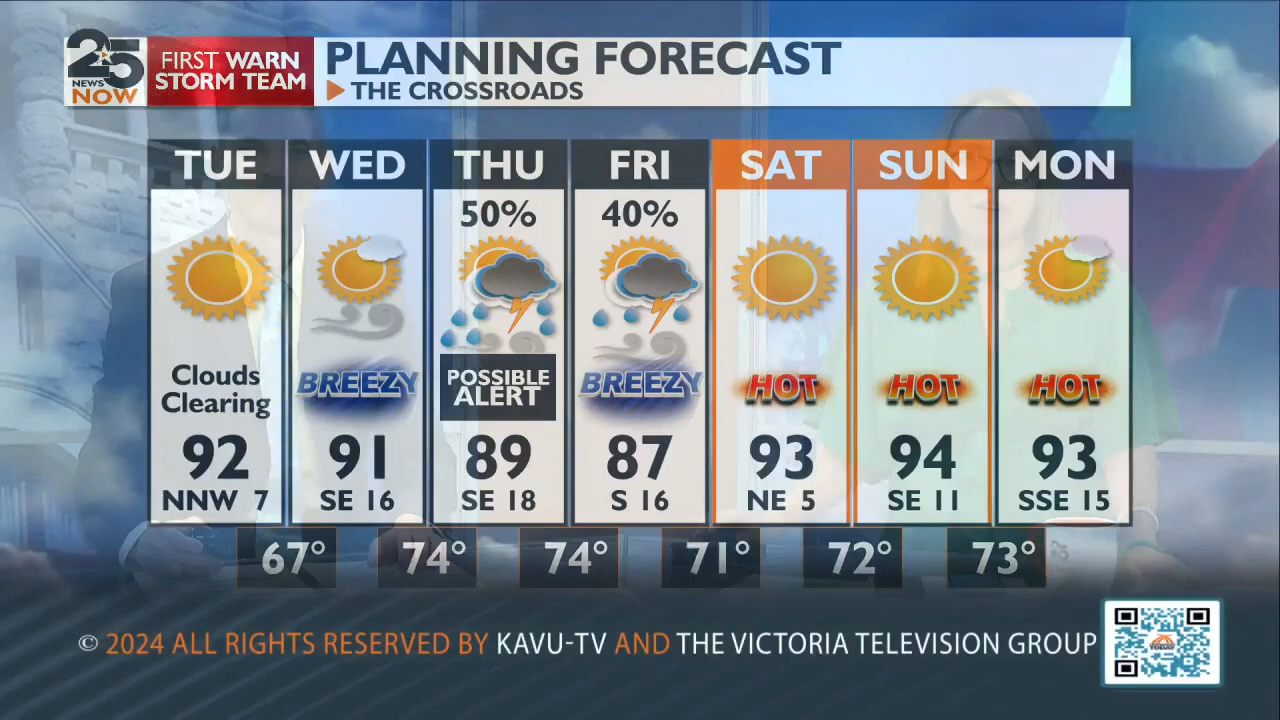 25
NEWS
NOW
FIRST WARN
STORM TEAM
PLANNING FORECAST
THE CROSSROADS
TUE WED THU FRI SAT SUN MON
50% 40%
Clouds
Clearing
BREEZY
POSSIBLE
ALERT
BREEZY
HOT
HOT
HOT
92 91 89 87 93 94 93
NNW 7 SE 16 SE 18 S 16 NE 5 SE 11 SSE 15
67° 74° 74° 71° 72° 73°
© 2024 ALL RIGHTS RESERVED BY KAVU-TV AND THE VICTORIA TELEVISION GROUP
TODAY